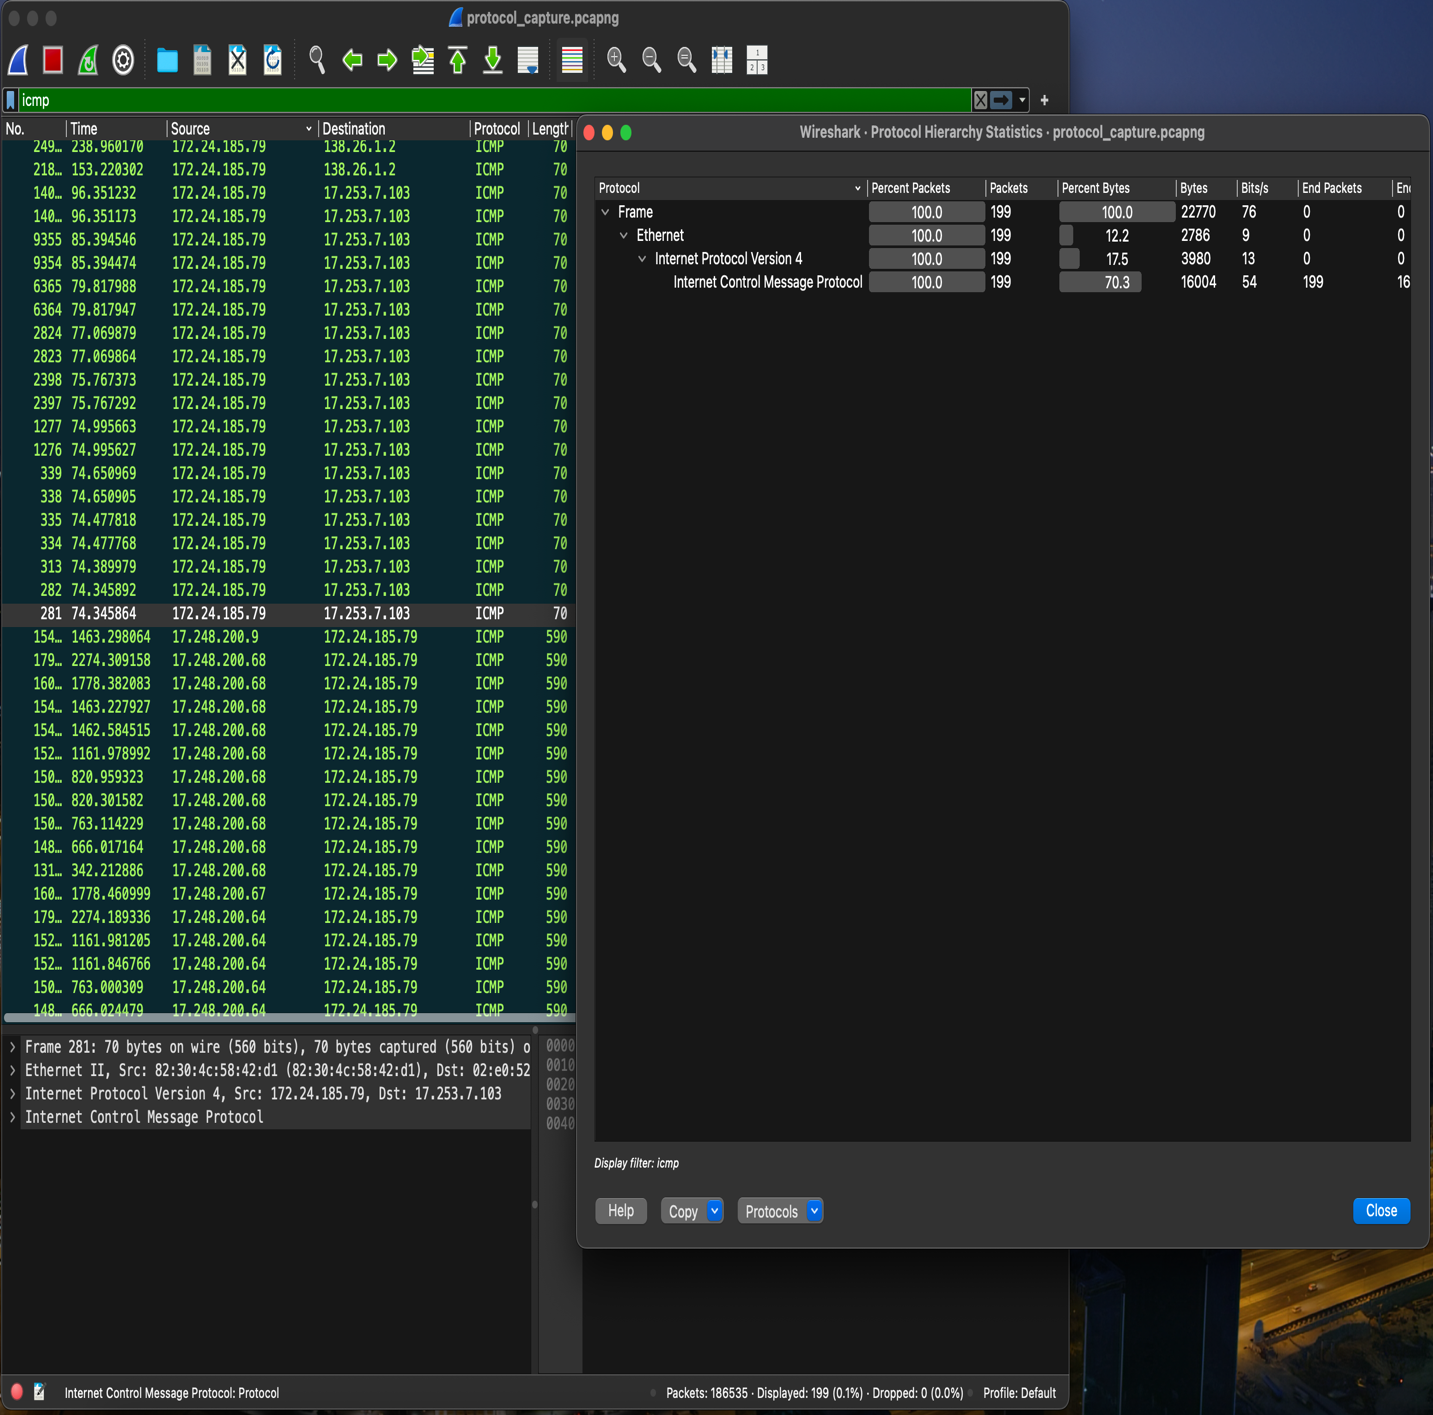 protocol_capture.pcapng
icmp
No. Time Source Destination Protocol Length
249… 238.960170 172.24.185.79 138.26.1.2 ICMP 70
218… 153.220302 172.24.185.79 138.26.1.2 ICMP 70
140… 96.351232 172.24.185.79 17.253.7.103 ICMP 70
140… 96.351173 172.24.185.79 17.253.7.103 ICMP 70
9355 85.394546 172.24.185.79 17.253.7.103 ICMP 70
9354 85.394474 172.24.185.79 17.253.7.103 ICMP 70
6365 79.817988 172.24.185.79 17.253.7.103 ICMP 70
6364 79.817947 172.24.185.79 17.253.7.103 ICMP 70
2824 77.069879 172.24.185.79 17.253.7.103 ICMP 70
2823 77.069864 172.24.185.79 17.253.7.103 ICMP 70
2398 75.767373 172.24.185.79 17.253.7.103 ICMP 70
2397 75.767292 172.24.185.79 17.253.7.103 ICMP 70
1277 74.995663 172.24.185.79 17.253.7.103 ICMP 70
1276 74.995627 172.24.185.79 17.253.7.103 ICMP 70
339 74.650969 172.24.185.79 17.253.7.103 ICMP 70
338 74.650905 172.24.185.79 17.253.7.103 ICMP 70
335 74.477818 172.24.185.79 17.253.7.103 ICMP 70
334 74.477768 172.24.185.79 17.253.7.103 ICMP 70
313 74.389979 172.24.185.79 17.253.7.103 ICMP 70
282 74.345892 172.24.185.79 17.253.7.103 ICMP 70
281 74.345864 172.24.185.79 17.253.7.103 ICMP 70
154… 1463.298064 17.248.200.9 172.24.185.79 ICMP 590
179… 2274.309158 17.248.200.68 172.24.185.79 ICMP 590
160… 1778.382083 17.248.200.68 172.24.185.79 ICMP 590
154… 1463.227927 17.248.200.68 172.24.185.79 ICMP 590
154… 1462.584515 17.248.200.68 172.24.185.79 ICMP 590
152… 1161.978992 17.248.200.68 172.24.185.79 ICMP 590
150… 820.959323 17.248.200.68 172.24.185.79 ICMP 590
150… 820.301582 17.248.200.68 172.24.185.79 ICMP 590
150… 763.114229 17.248.200.68 172.24.185.79 ICMP 590
148… 666.017164 17.248.200.68 172.24.185.79 ICMP 590
131… 342.212886 17.248.200.68 172.24.185.79 ICMP 590
160… 1778.460999 17.248.200.67 172.24.185.79 ICMP 590
179… 2274.189336 17.248.200.64 172.24.185.79 ICMP 590
152… 1161.981205 17.248.200.64 172.24.185.79 ICMP 590
152… 1161.846766 17.248.200.64 172.24.185.79 ICMP 590
150… 763.000309 17.248.200.64 172.24.185.79 ICMP 590
148… 666.024479 17.248.200.64 172.24.185.79 ICMP 590
Frame 281: 70 bytes on wire (560 bits), 70 bytes captured (560 bits) o
Ethernet II, Src: 82:30:4c:58:42:d1 (82:30:4c:58:42:d1), Dst: 02:e0:52
Internet Protocol Version 4, Src: 172.24.185.79, Dst: 17.253.7.103
Internet Control Message Protocol
0000
0010
0020
0030
0040
Wireshark · Protocol Hierarchy Statistics · protocol_capture.pcapng
Protocol Percent Packets Packets Percent Bytes Bytes Bits/s End Packets En
Frame 100.0 199 100.0 22770 76 0 0
Ethernet 100.0 199 12.2 2786 9 0 0
Internet Protocol Version 4 100.0 199 17.5 3980 13 0 0
Internet Control Message Protocol 100.0 199 70.3 16004 54 199 16
Display filter: icmp
Help Copy Protocols Close
Internet Control Message Protocol: Protocol Packets: 186535 · Displayed: 199 (0.1%) · Dropped: 0 (0.0%) Profile: Default